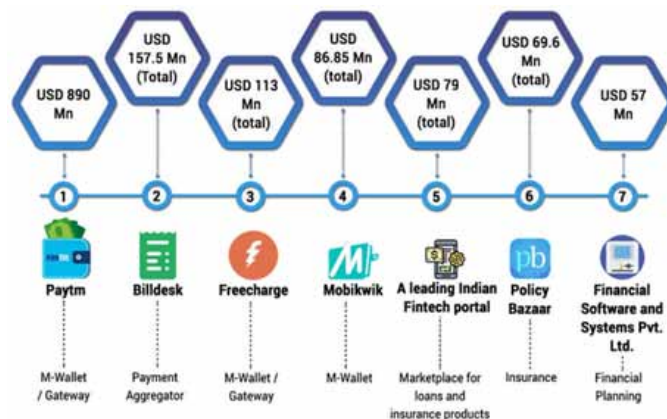 USD 890
Mn
USD
157.5 Mn
(Total)
USD 113
Mn
(total)
USD
86.85 Mn
(total)
USD 79
Mn
(total)
USD 69.6
Mn
(total)
USD 57
Mn
1
2
3
4
5
6
7
pb
Paytm
Billdesk
Freecharge
Mobikwik
A leading Indian
Fintech portal
Policy
Bazaar
Financial
Software and
Systems Pvt.
Ltd.
M-Wallet
/ Gateway
Payment
Aggregator
M-Wallet /
Gateway
M-Wallet
Marketplace for
loans and
insurance products
Insurance
Financial
Planning